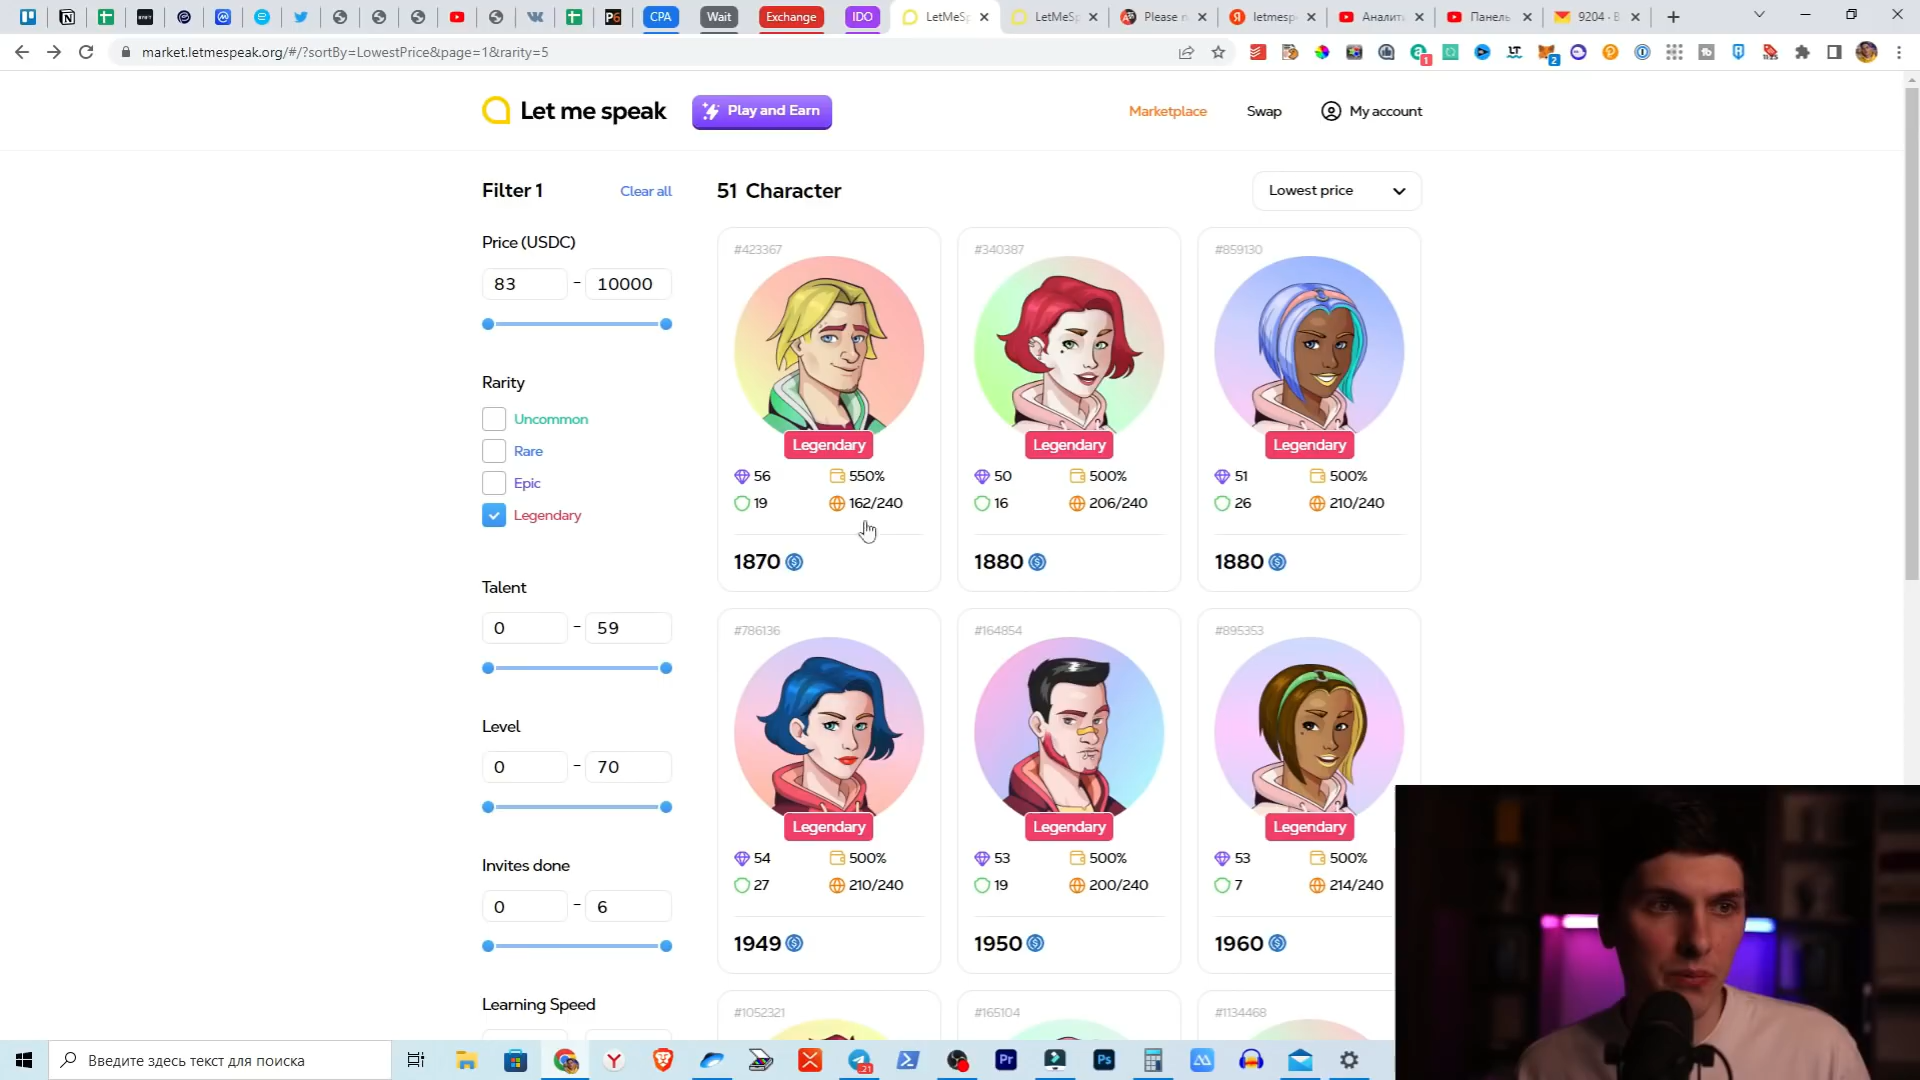 CPA
Wait
Exchange
IDO
LetMeSp
LetMeSp
Please n
letmesp
Аналит
Панель
9204 - В
market.letmespeak.org/#/?sortBy=LowestPrice&page=1&rarity=5
Let me speak
Play and Earn
Marketplace
Swap
My account
Filter 1
Clear all
51 Character
Lowest price
Price (USDC)
83 - 10000
Rarity
Uncommon
Rare
Epic
Legendary
Talent
0 - 59
Level
0 - 70
Invites done
0 - 6
Learning Speed
#423367
Legendary
56 550%
19 162/240
1870
#340387
Legendary
50 500%
16 206/240
1880
#859130
Legendary
51 500%
26 210/240
1880
#786136
Legendary
54 500%
27 210/240
1949
#164854
Legendary
53 500%
19 200/240
1950
#895353
Legendary
53 500%
7 214/240
1960
#1052321
#165104
#1134468
Введите здесь текст для поиска